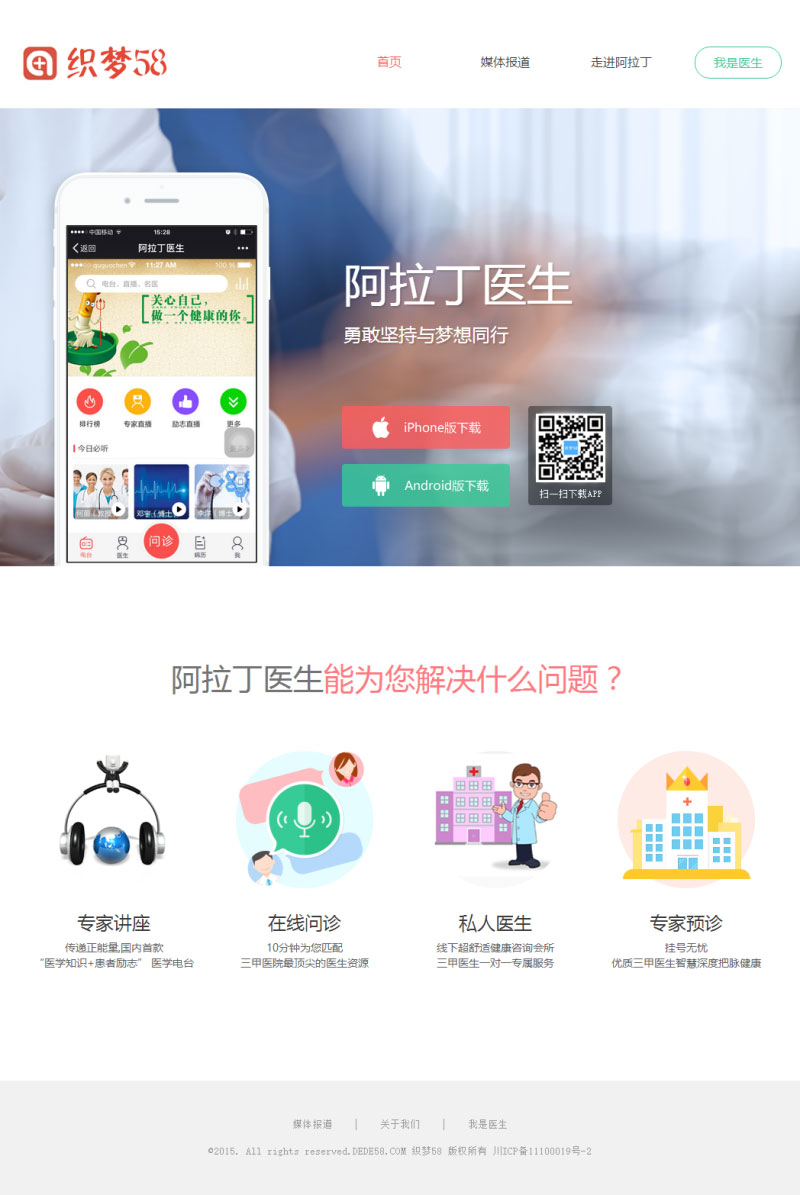 织梦58
首页
媒体报道
走进阿拉丁
我是医生
中国移动
15:28
返回
阿拉丁医生
11:27 AM
100 %
电台、直播、名医
关心自己，
做一个健康的你。
阿拉丁医生
勇敢坚持与梦想同行
排行榜
专家直播
励志直播
更多
iPhone版下载
今日必听
Android版下载
扫一扫下载APP
问诊
电台
医生
病历
我
阿拉丁医生能为您解决什么问题？
专家讲座
传递正能量,国内首款
“医学知识+患者励志” 医学电台
在线问诊
10分钟为您匹配
三甲医院最顶尖的医生资源
私人医生
线下超舒适健康咨询会所
三甲医生一对一专属服务
专家预诊
挂号无忧
优质三甲医生智慧深度把脉健康
媒体报道 | 关于我们 | 我是医生
©2015. All rights reserved.DEDE58.COM 织梦58 版权所有 川ICP备11100019号-2